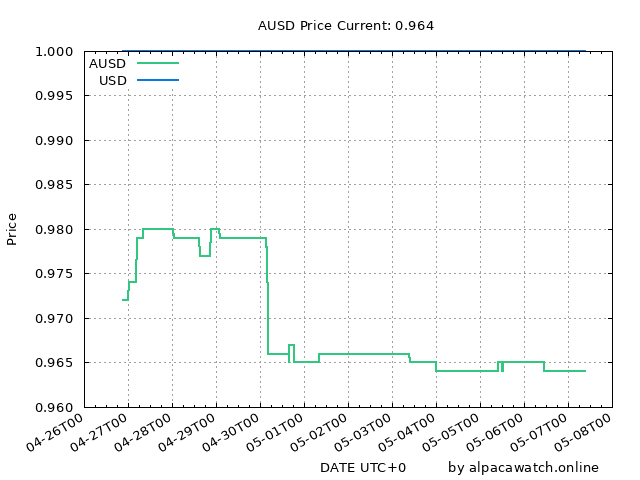 AUSD Price Current: 0.964
1.000
AUSD
USD
0.995
0.990
0.985
0.980
Price
0.975
0.970
0.965
0.960
04-26T00 04-27T00 04-28T00 04-29T00 04-30T00 05-01T00 05-02T00 05-03T00 05-04T00 05-05T00 05-06T00 05-07T00 05-08T00
DATE UTC+0 by alpacawatch.online